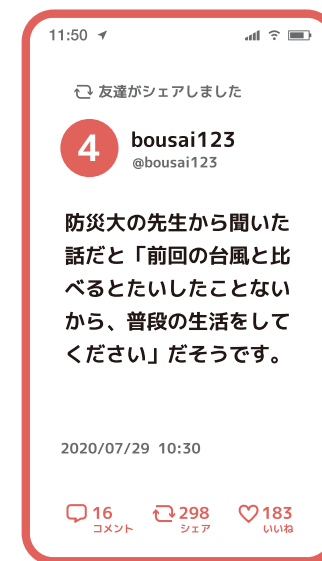 11:50
友達がシェアしました
4
bousai123
@bousai123
防災大の先生から聞いた
話だと「前回の台風と比
べるとたいしたことない
から、普段の生活をして
ください」だそうです。
2020/07/29 10:30
16 298 183
コメント シェア いいね